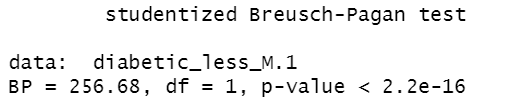 studentized Breusch-Pagan test
data:  diabetic_less_M.1
BP = 256.68, df = 1, p-value < 2.2e-16